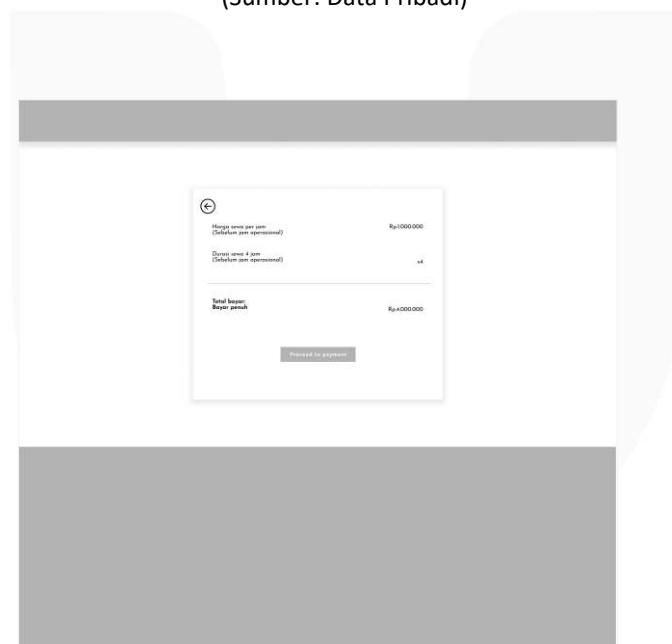 (Sumber: Data Pribadi)
Harga sewa per jam
(Sebelum jam operasional)
Rp1.000.000
Durasi sewa 4 jam
(Sebelum jam operasional)
x4
Total bayar:
Bayar penuh
Rp4.000.000
Proceed to payment